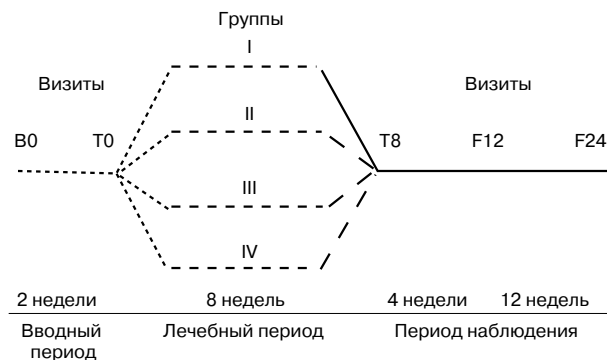 Группы
I
Визиты
Визиты
II
B0
T0
T8
F12
F24
III
IV
2 недели
8 недель
4 недели
12 недель
Вводный
период
Лечебный период
Период наблюдения